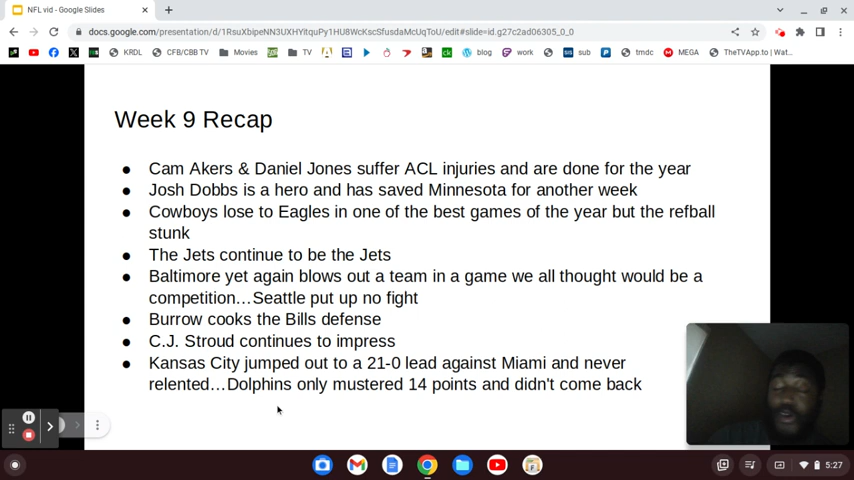 NFL vid - Google Slides
docs.google.com/presentation/d/1RsuXbipeNN3UXHYitquPy1HU8WcKscSfusdaMcUqToU/edit#slide=id.g27c2ad06305_0_0
KRDL CFB/CBB TV Movies TV blog work sub tmdc MEGA TheTVApp.to | Wat...
Week 9 Recap
● Cam Akers & Daniel Jones suffer ACL injuries and are done for the year
● Josh Dobbs is a hero and has saved Minnesota for another week
● Cowboys lose to Eagles in one of the best games of the year but the refball
stunk
● The Jets continue to be the Jets
● Baltimore yet again blows out a team in a game we all thought would be a
competition…Seattle put up no fight
● Burrow cooks the Bills defense
● C.J. Stroud continues to impress
● Kansas City jumped out to a 21-0 lead against Miami and never
relented…Dolphins only mustered 14 points and didn't come back
5:27